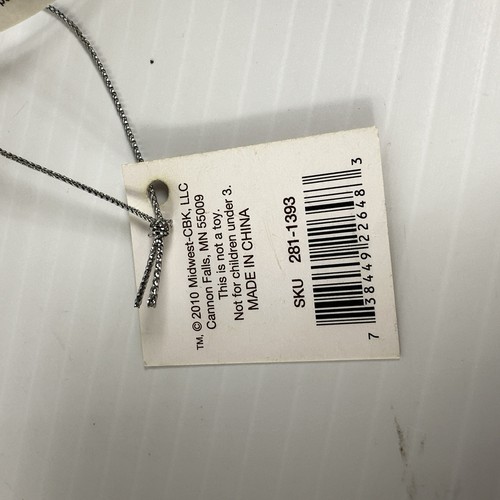 TM, © 2010 Midwest-CBK, LLC
Cannon Falls, MN 55009
This is not a toy.
Not for children under 3.
MADE IN CHINA
SKU 281-1393
7 38449 22648 3